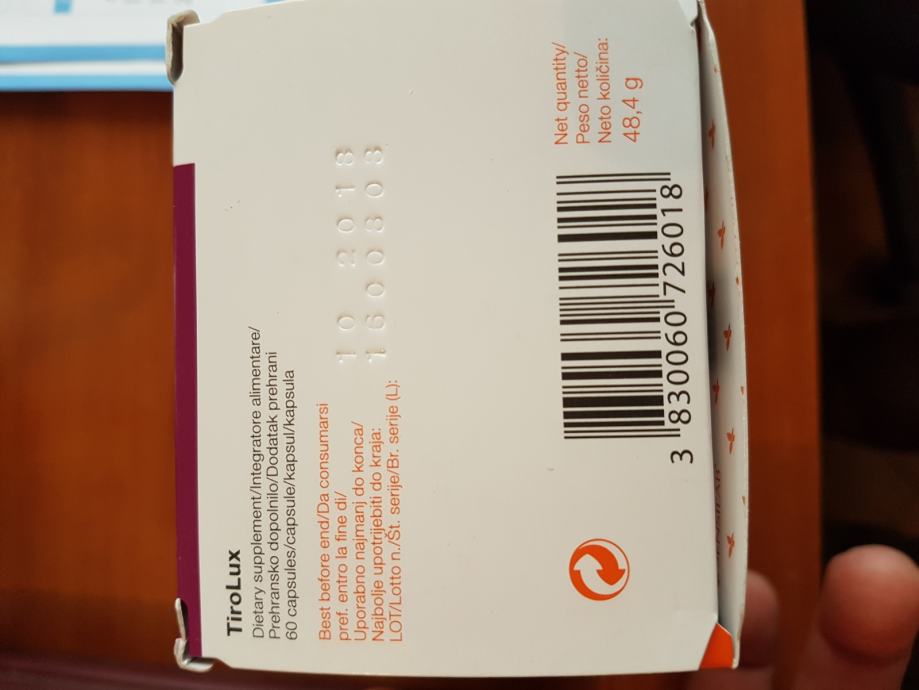 TiroLux
Dietary supplement/Integratore alimentare/
Prehransko dopolnilo/Dodatak prehrani
60 capsules/capsule/kapsul/kapsula
Best before end/Da consumarsi
pref. entro la fine di/
Uporabno najmanj do konca/
Najbolje upotrijebiti do kraja:
LOT/Lotto n./Št. serije/Br. serije (L):
10 2018
1600303
Net quantity/
Peso netto/
Neto količina:
48,4 g
3 830060 726018